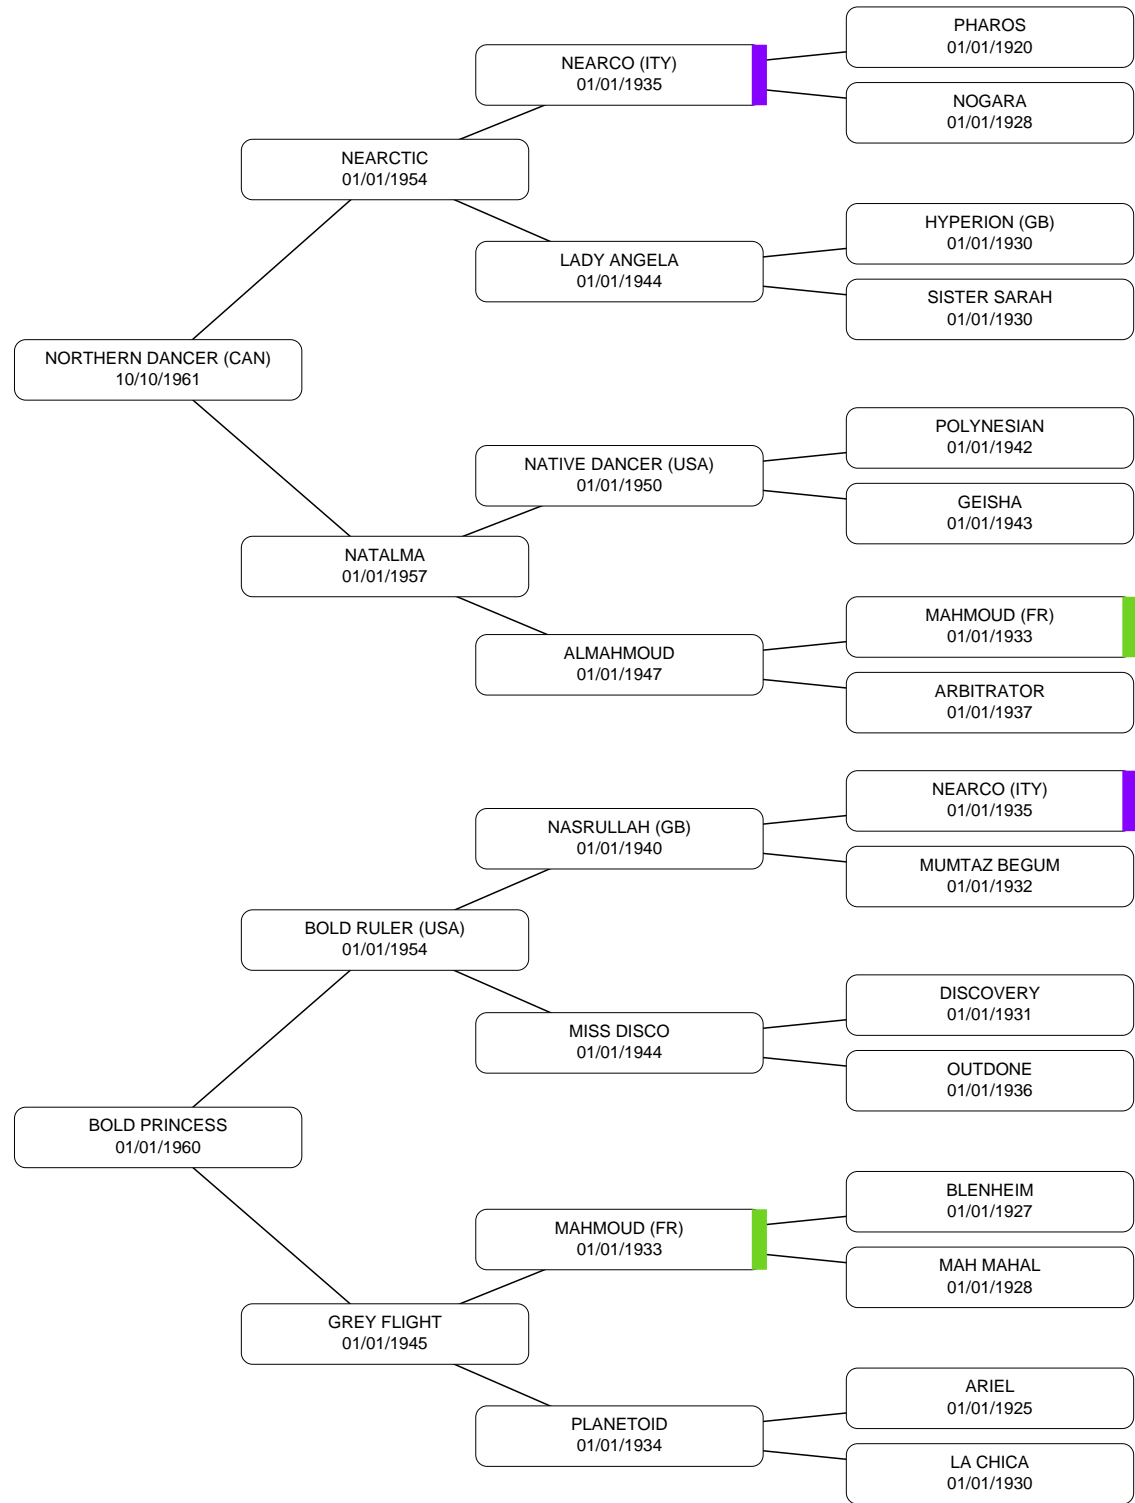 PHAROS
01/01/1920
NEARCO (ITY)
01/01/1935
NOGARA
01/01/1928
NEARCTIC
01/01/1954
HYPERION (GB)
01/01/1930
LADY ANGELA
01/01/1944
SISTER SARAH
01/01/1930
NORTHERN DANCER (CAN)
10/10/1961
POLYNESIAN
01/01/1942
NATIVE DANCER (USA)
01/01/1950
GEISHA
01/01/1943
NATALMA
01/01/1957
MAHMOUD (FR)
01/01/1933
ALMAHMOUD
01/01/1947
ARBITRATOR
01/01/1937
NEARCO (ITY)
01/01/1935
NASRULLAH (GB)
01/01/1940
MUMTAZ BEGUM
01/01/1932
BOLD RULER (USA)
01/01/1954
DISCOVERY
01/01/1931
MISS DISCO
01/01/1944
OUTDONE
01/01/1936
BOLD PRINCESS
01/01/1960
BLENHEIM
01/01/1927
MAHMOUD (FR)
01/01/1933
MAH MAHAL
01/01/1928
GREY FLIGHT
01/01/1945
ARIEL
01/01/1925
PLANETOID
01/01/1934
LA CHICA
01/01/1930